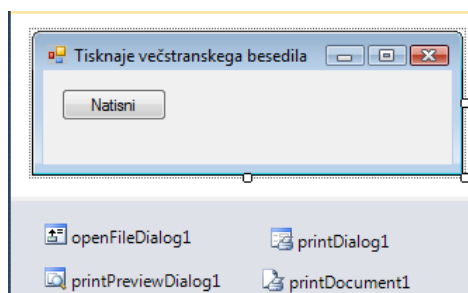 Tisknaje večstranskega besedila
Natisni
openFileDialog1
printDialog1
printPreviewDialog1
printDocument1